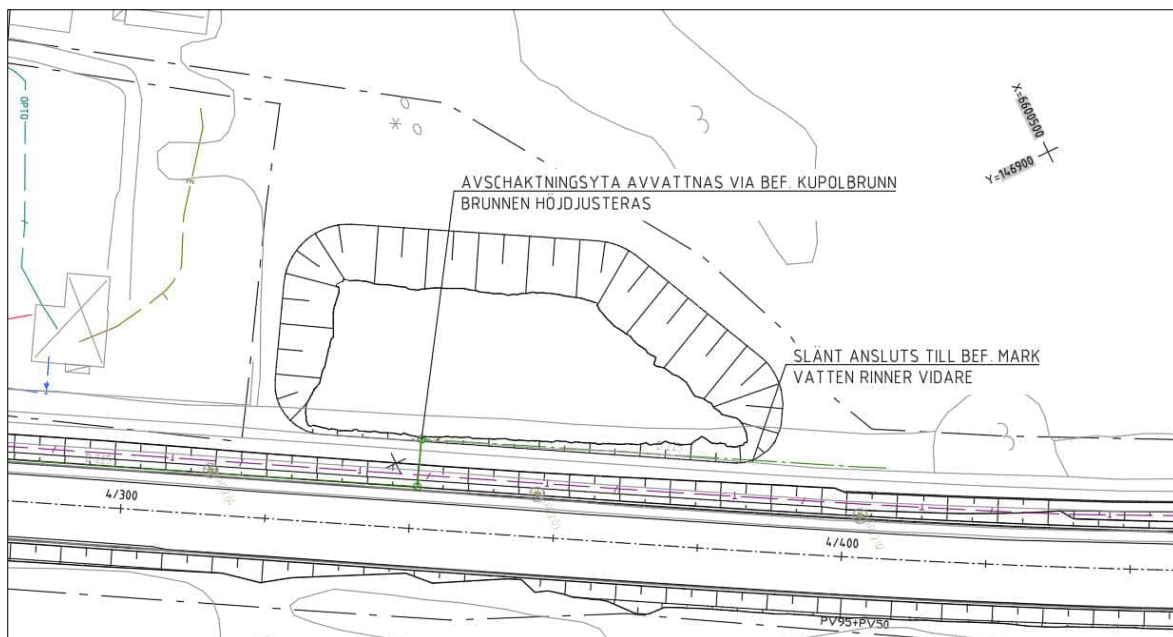 OPTO
X=6600500
Y=146900
AVSCHAKTNINGSYTA AVVATTNAS VIA BEF. KUPOLBRUNN
BRUNNEN HÖJDJUSTERAS
SLÄNT ANSLUTS TILL BEF. MARK
VATTEN RINNER VIDARE
4/300
4/400
PV95+PV50